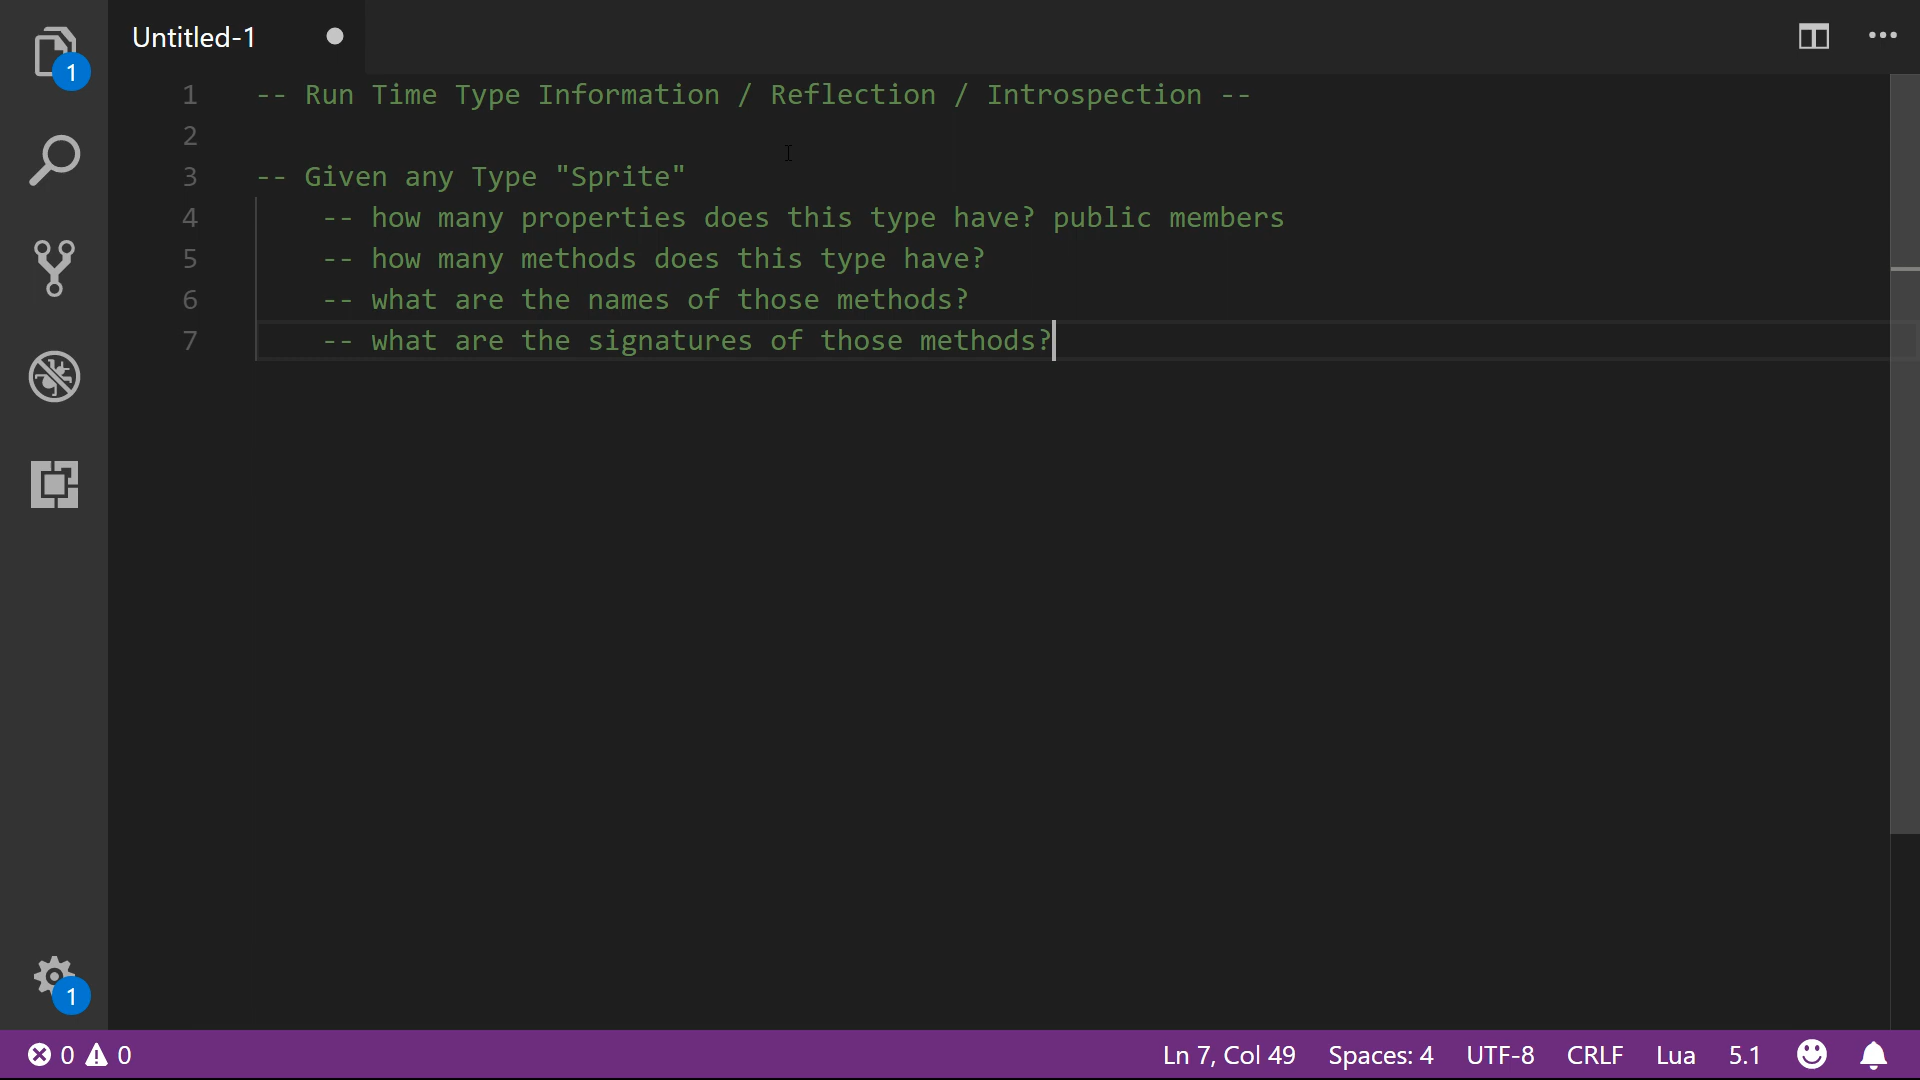 Untitled-1
1
1 -- Run Time Type Information / Reflection / Introspection --
2
3 -- Given any Type "Sprite"
4 -- how many properties does this type have? public members
5 -- how many methods does this type have?
6 -- what are the names of those methods?
7 -- what are the signatures of those methods?
1
0 0 Ln 7, Col 49 Spaces: 4 UTF-8 CRLF Lua 5.1